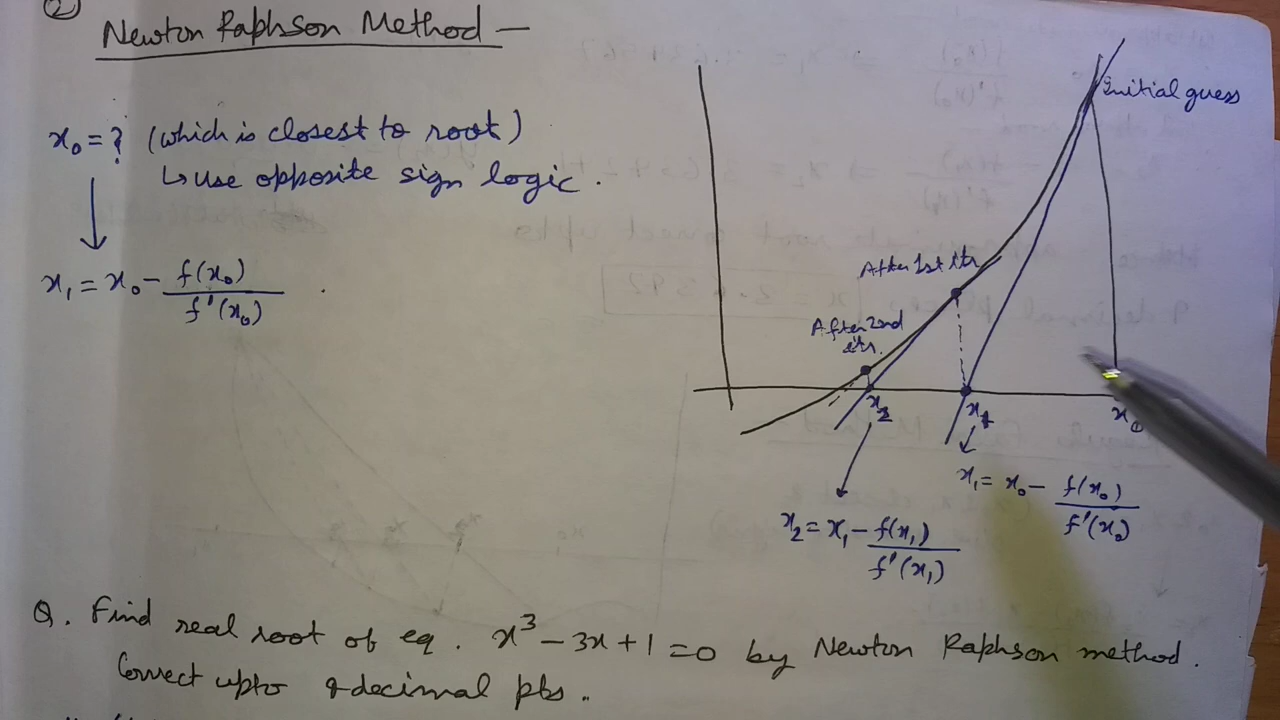 2
Newton Raphson Method —
x₀ = ? (which is closest to root)
↳ use opposite sign logic.
x₁ = x₀ - f(x₀) / f'(x₀)
Initial guess
After 1st itr
After 2nd
itr.
x₂
x₁
x₀
x₁ = x₀ - f(x₀) / f'(x₀)
x₂ = x₁ - f(x₁) / f'(x₁)
Q. Find real root of eq. x³ - 3x + 1 = 0 by Newton Raphson method.
Correct upto decimal pts.